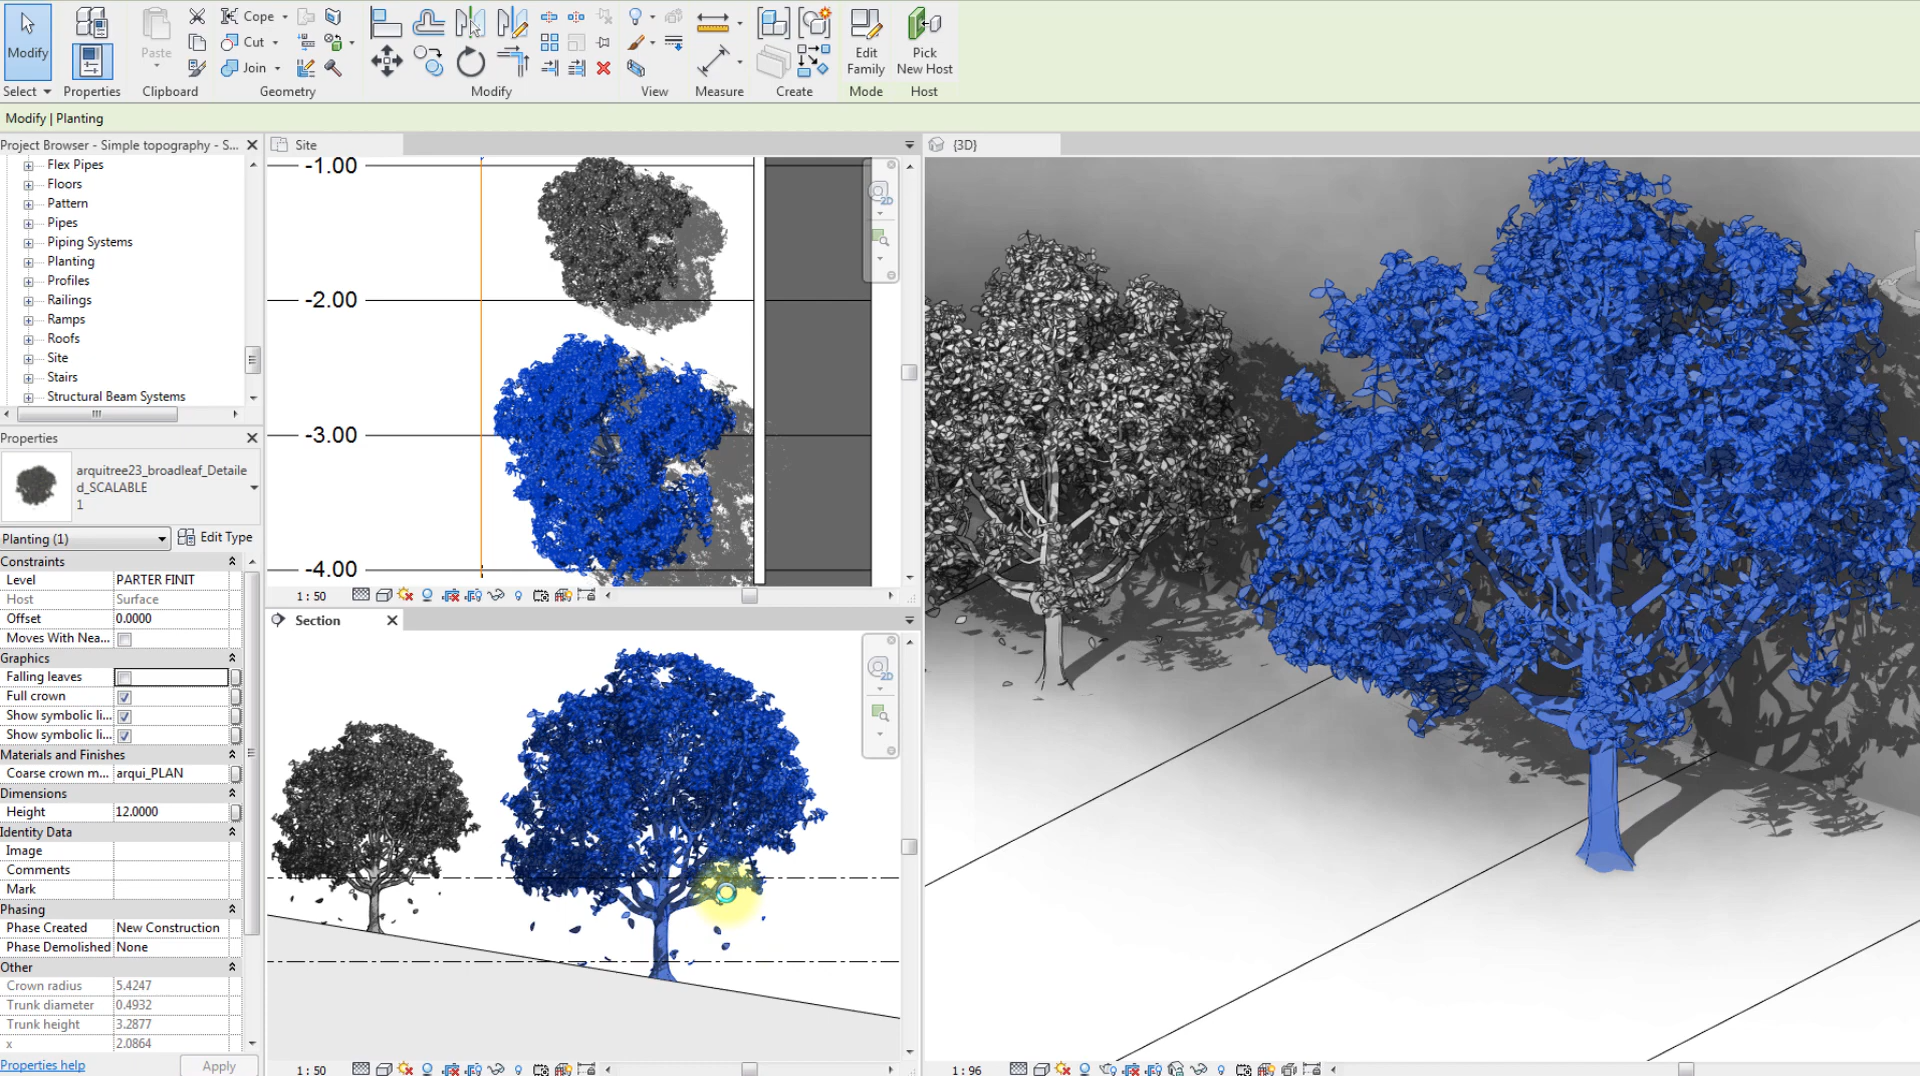 Modify
Select
Properties
Paste
Clipboard
Cope
Cut
Join
Geometry
Modify
View
Measure
Create
Edit
Family
Mode
Pick
New Host
Host
Modify | Planting
Project Browser - Simple topography - S...
Flex Pipes
Floors
Pattern
Pipes
Piping Systems
Planting
Profiles
Railings
Ramps
Roofs
Site
Stairs
Structural Beam Systems
Properties
arquitree23_broadleaf_Detaile
d_SCALABLE
1
Planting (1)
Edit Type
Constraints
Level PARTER FINIT
Host Surface
Offset 0.0000
Moves With Nea...
Graphics
Falling leaves
Full crown
Show symbolic li...
Show symbolic li...
Materials and Finishes
Coarse crown m... arqui_PLAN
Dimensions
Height 12.0000
Identity Data
Image
Comments
Mark
Phasing
Phase Created New Construction
Phase Demolished None
Other
Crown radius 5.4247
Trunk diameter 0.4932
Trunk height 3.2877
x 2.0864
Properties help
Apply
Site
-1.00
-2.00
-3.00
-4.00
2D
1 : 50
Section
2D
1 : 50
{3D}
1 : 96